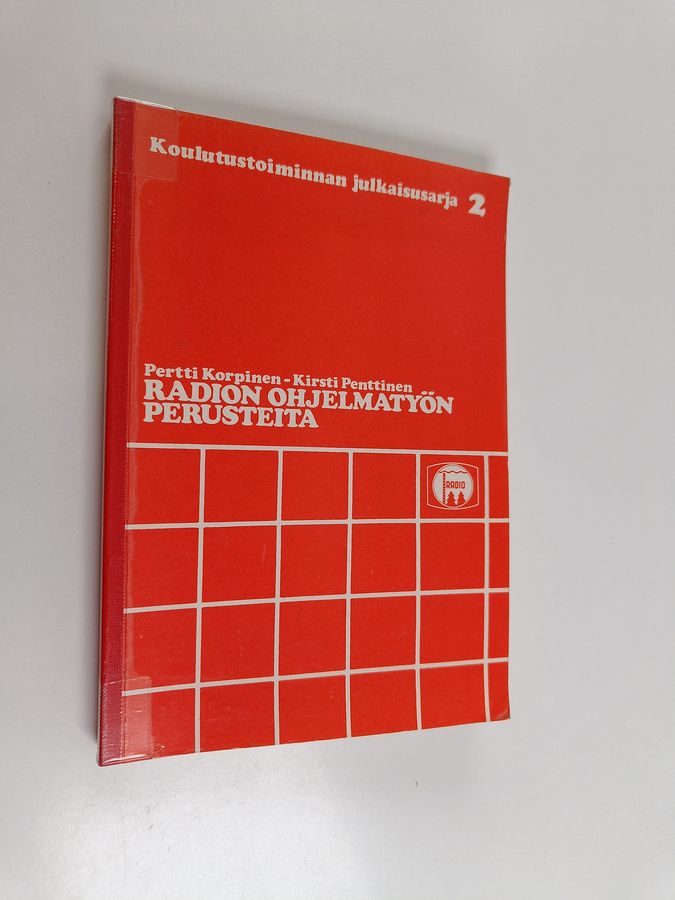 Koulutustoiminnan julkaisusarja 2
Pertti Korpinen - Kirsti Penttinen
RADION OHJELMATYÖN
PERUSTEITA
RADIO